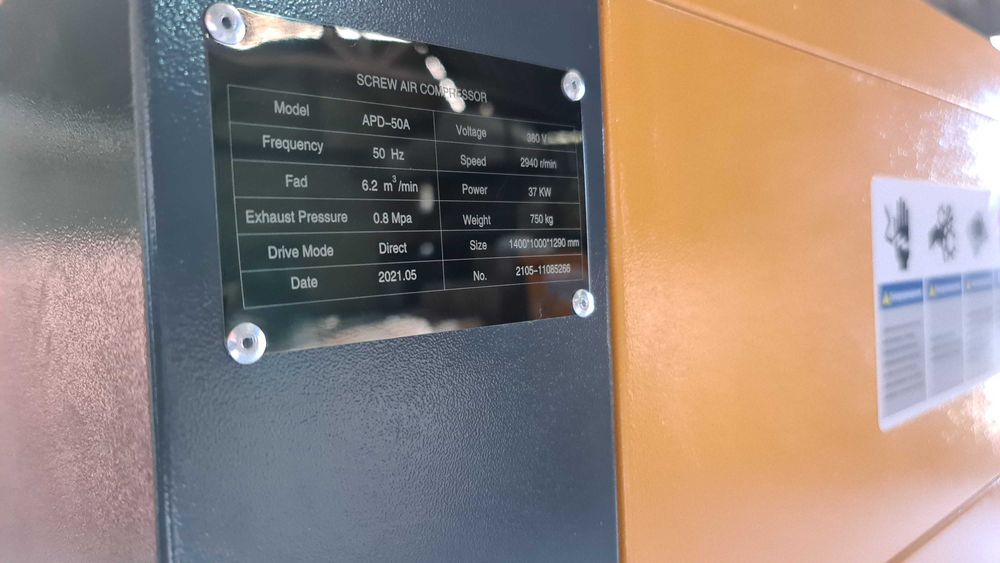 SCREW AIR COMPRESSOR
Model APD-50A Voltage 380 V
Frequency 50 Hz Speed 2940 r/min
Fad 6.2 m³/min Power 37 KW
Exhaust Pressure 0.8 Mpa Weight 750 kg
Drive Mode Direct Size 1400*1000*1290 mm
Date 2021.05 No. 2105-11085266